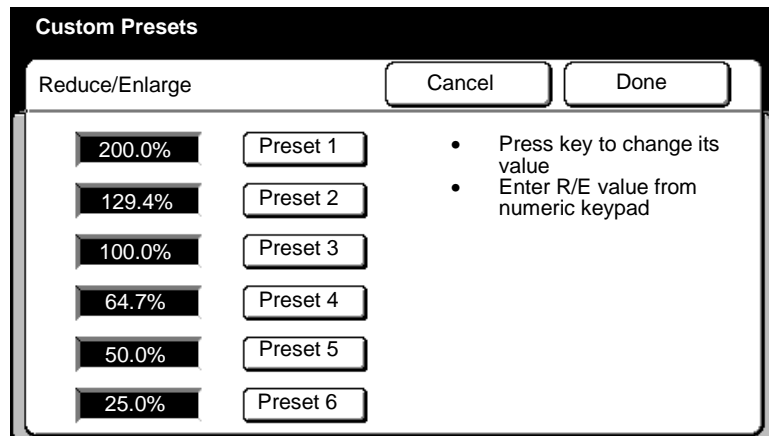 Custom Presets
Reduce/Enlarge Cancel Done
200.0% Preset 1
129.4% Preset 2
100.0% Preset 3
64.7% Preset 4
50.0% Preset 5
25.0% Preset 6
• Press key to change its
value
• Enter R/E value from
numeric keypad